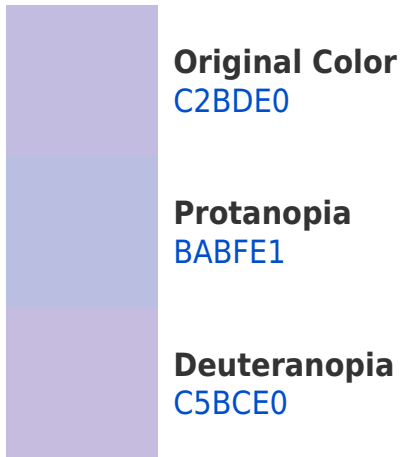 Original Color
C2BDE0
Protanopia
BABFE1
Deuteranopia
C5BCE0